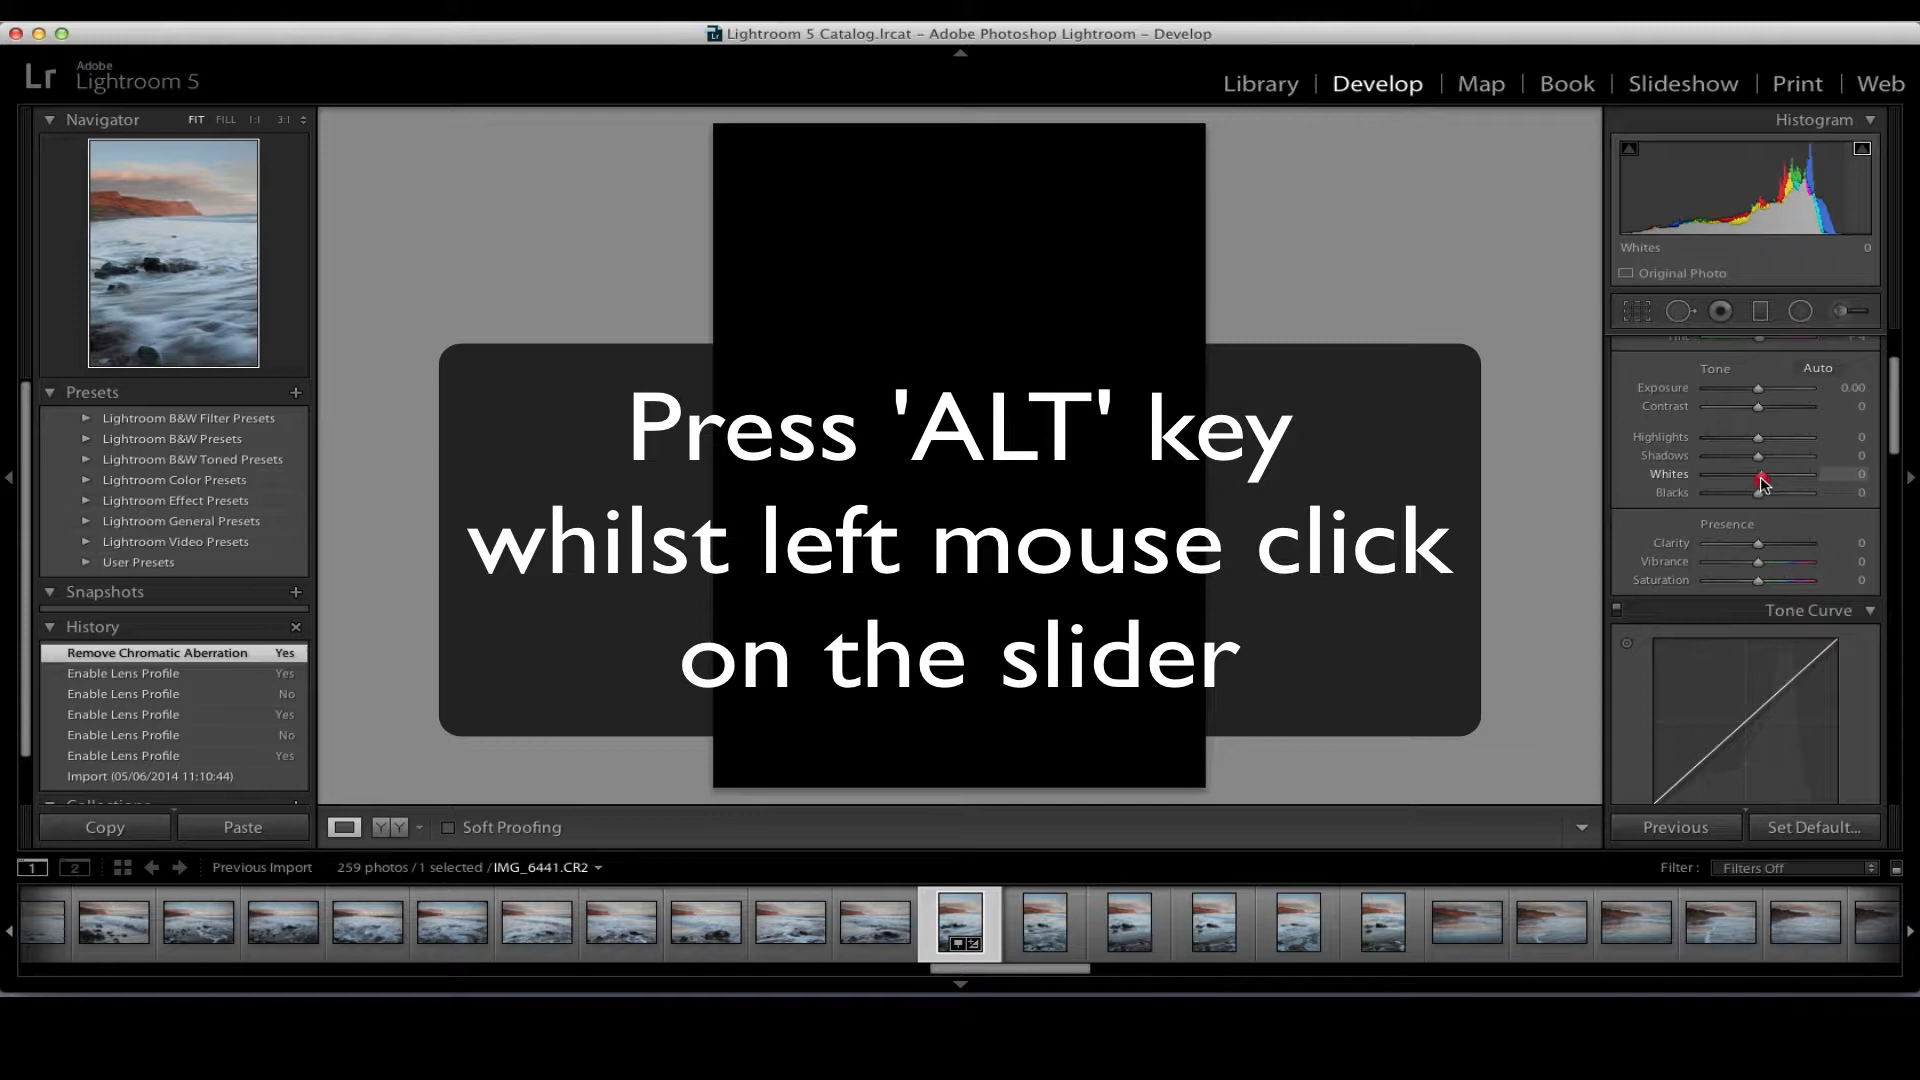 Lightroom 5 Catalog.lrcat – Adobe Photoshop Lightroom – Develop
Lr Adobe
Lightroom 5
Library | Develop | Map | Book | Slideshow | Print | Web
Navigator FIT FILL 1:1 3:1
Histogram
Whites 0
Original Photo
Tone Auto
Exposure 0.00
Contrast 0
Highlights 0
Shadows 0
Whites 0
Blacks 0
Presence
Clarity 0
Vibrance 0
Saturation 0
Tone Curve
Presets +
Lightroom B&W Filter Presets
Lightroom B&W Presets
Lightroom B&W Toned Presets
Lightroom Color Presets
Lightroom Effect Presets
Lightroom General Presets
Lightroom Video Presets
User Presets
Snapshots +
History ×
Remove Chromatic Aberration Yes
Enable Lens Profile Yes
Enable Lens Profile No
Enable Lens Profile Yes
Enable Lens Profile No
Enable Lens Profile Yes
Import (05/06/2014 11:10:44)
Press 'ALT' key
whilst left mouse click
on the slider
Copy Paste
YY Soft Proofing
Previous Set Default...
1 2 Previous Import 259 photos / 1 selected / IMG_6441.CR2
Filter : Filters Off